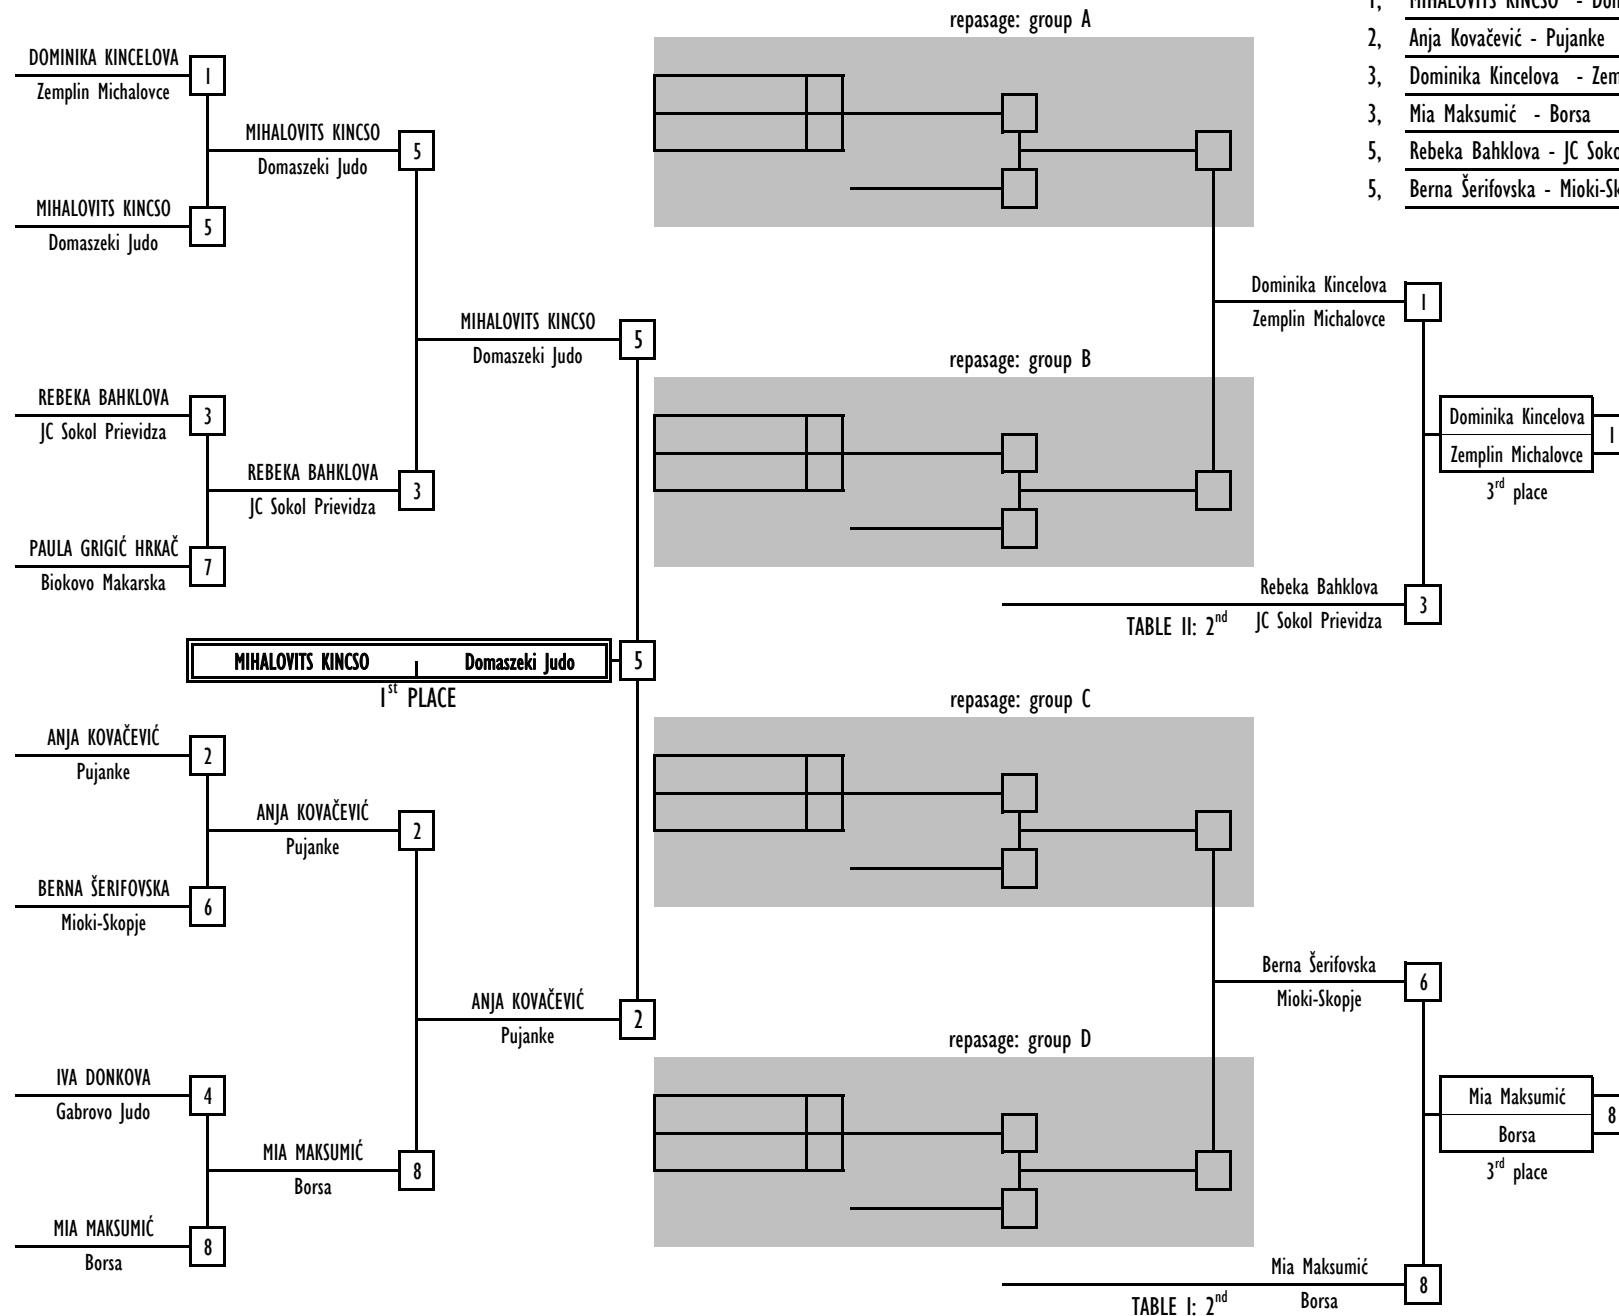 repasage: group A
1, MIHALOVITS KINCSO - Dom
2, Anja Kovačević - Pujanke
3, Dominika Kincelova - Zem
3, Mia Maksumić - Borsa
5, Rebeka Bahklova - JC Soko
5, Berna Šerifovska - Mioki-Sk
DOMINIKA KINCELOVA
Zemplin Michalovce
1
MIHALOVITS KINCSO
Domaszeki Judo
5
MIHALOVITS KINCSO
Domaszeki Judo
5
Dominika Kincelova
Zemplin Michalovce
1
MIHALOVITS KINCSO
Domaszeki Judo
5
repasage: group B
REBEKA BAHKLOVA
JC Sokol Prievidza
3
Dominika Kincelova
Zemplin Michalovce
1
3rd place
REBEKA BAHKLOVA
JC Sokol Prievidza
3
PAULA GRIGIĆ HRKAČ
Biokovo Makarska
7
Rebeka Bahklova
JC Sokol Prievidza
3
TABLE II: 2nd
MIHALOVITS KINCSO Domaszeki Judo
5
1st PLACE
repasage: group C
ANJA KOVAČEVIĆ
Pujanke
2
ANJA KOVAČEVIĆ
Pujanke
2
BERNA ŠERIFOVSKA
Mioki-Skopje
6
Berna Šerifovska
Mioki-Skopje
6
ANJA KOVAČEVIĆ
Pujanke
2
repasage: group D
IVA DONKOVA
Gabrovo Judo
4
Mia Maksumić
Borsa
8
3rd place
MIA MAKSUMIĆ
Borsa
8
MIA MAKSUMIĆ
Borsa
8
Mia Maksumić
Borsa
8
TABLE I: 2nd